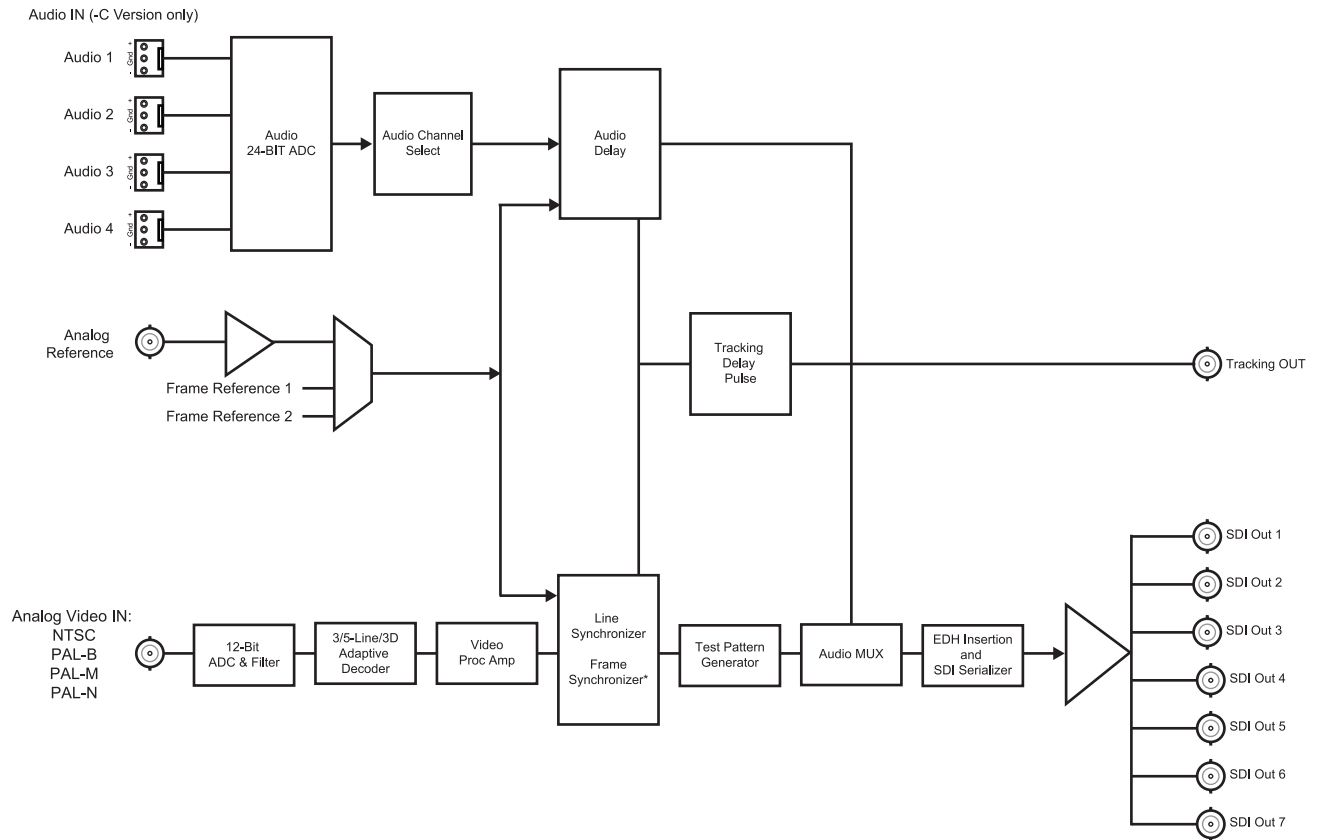 Audio IN (-C Version only)
Audio 1
+
Gnd
-
Audio 2
+
Gnd
-
Audio 3
+
Gnd
-
Audio 4
+
Gnd
-
Audio
24-BIT ADC
Audio Channel
Select
Audio
Delay
Analog
Reference
Frame Reference 1
Frame Reference 2
Tracking
Delay
Pulse
Tracking OUT
Analog Video IN:
NTSC
PAL-B
PAL-M
PAL-N
12-Bit
ADC & Filter
3/5-Line/3D
Adaptive
Decoder
Video
Proc Amp
Line
Synchronizer
Frame
Synchronizer*
Test Pattern
Generator
Audio MUX
EDH Insertion
and
SDI Serializer
SDI Out 1
SDI Out 2
SDI Out 3
SDI Out 4
SDI Out 5
SDI Out 6
SDI Out 7